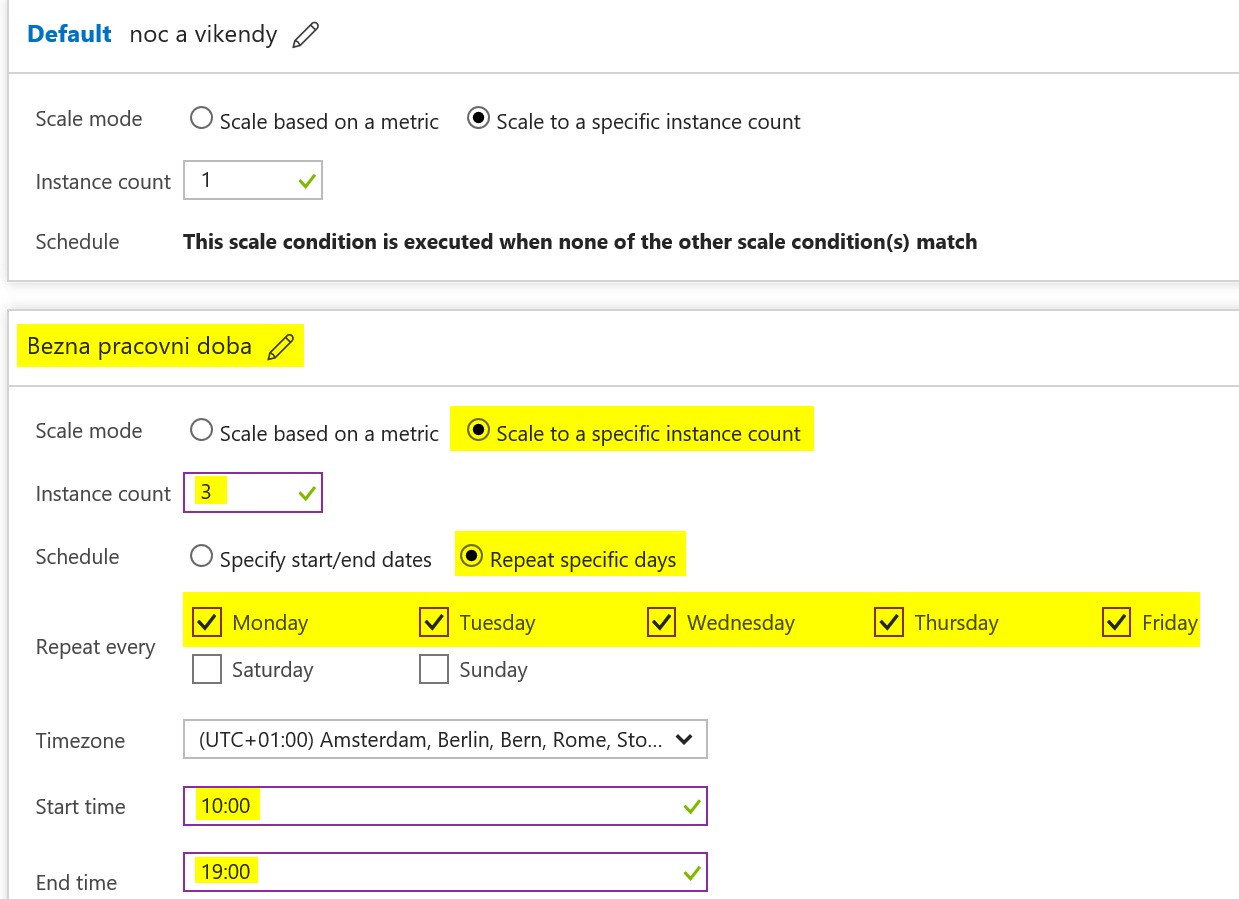 Default noc a vikendy
Scale mode Scale based on a metric Scale to a specific instance count
Instance count 1
Schedule This scale condition is executed when none of the other scale condition(s) match
Bezna pracovni doba
Scale mode Scale based on a metric Scale to a specific instance count
Instance count 3
Schedule Specify start/end dates Repeat specific days
Repeat every Monday Tuesday Wednesday Thursday Friday
Saturday Sunday
Timezone (UTC+01:00) Amsterdam, Berlin, Bern, Rome, Sto...
Start time 10:00
End time 19:00